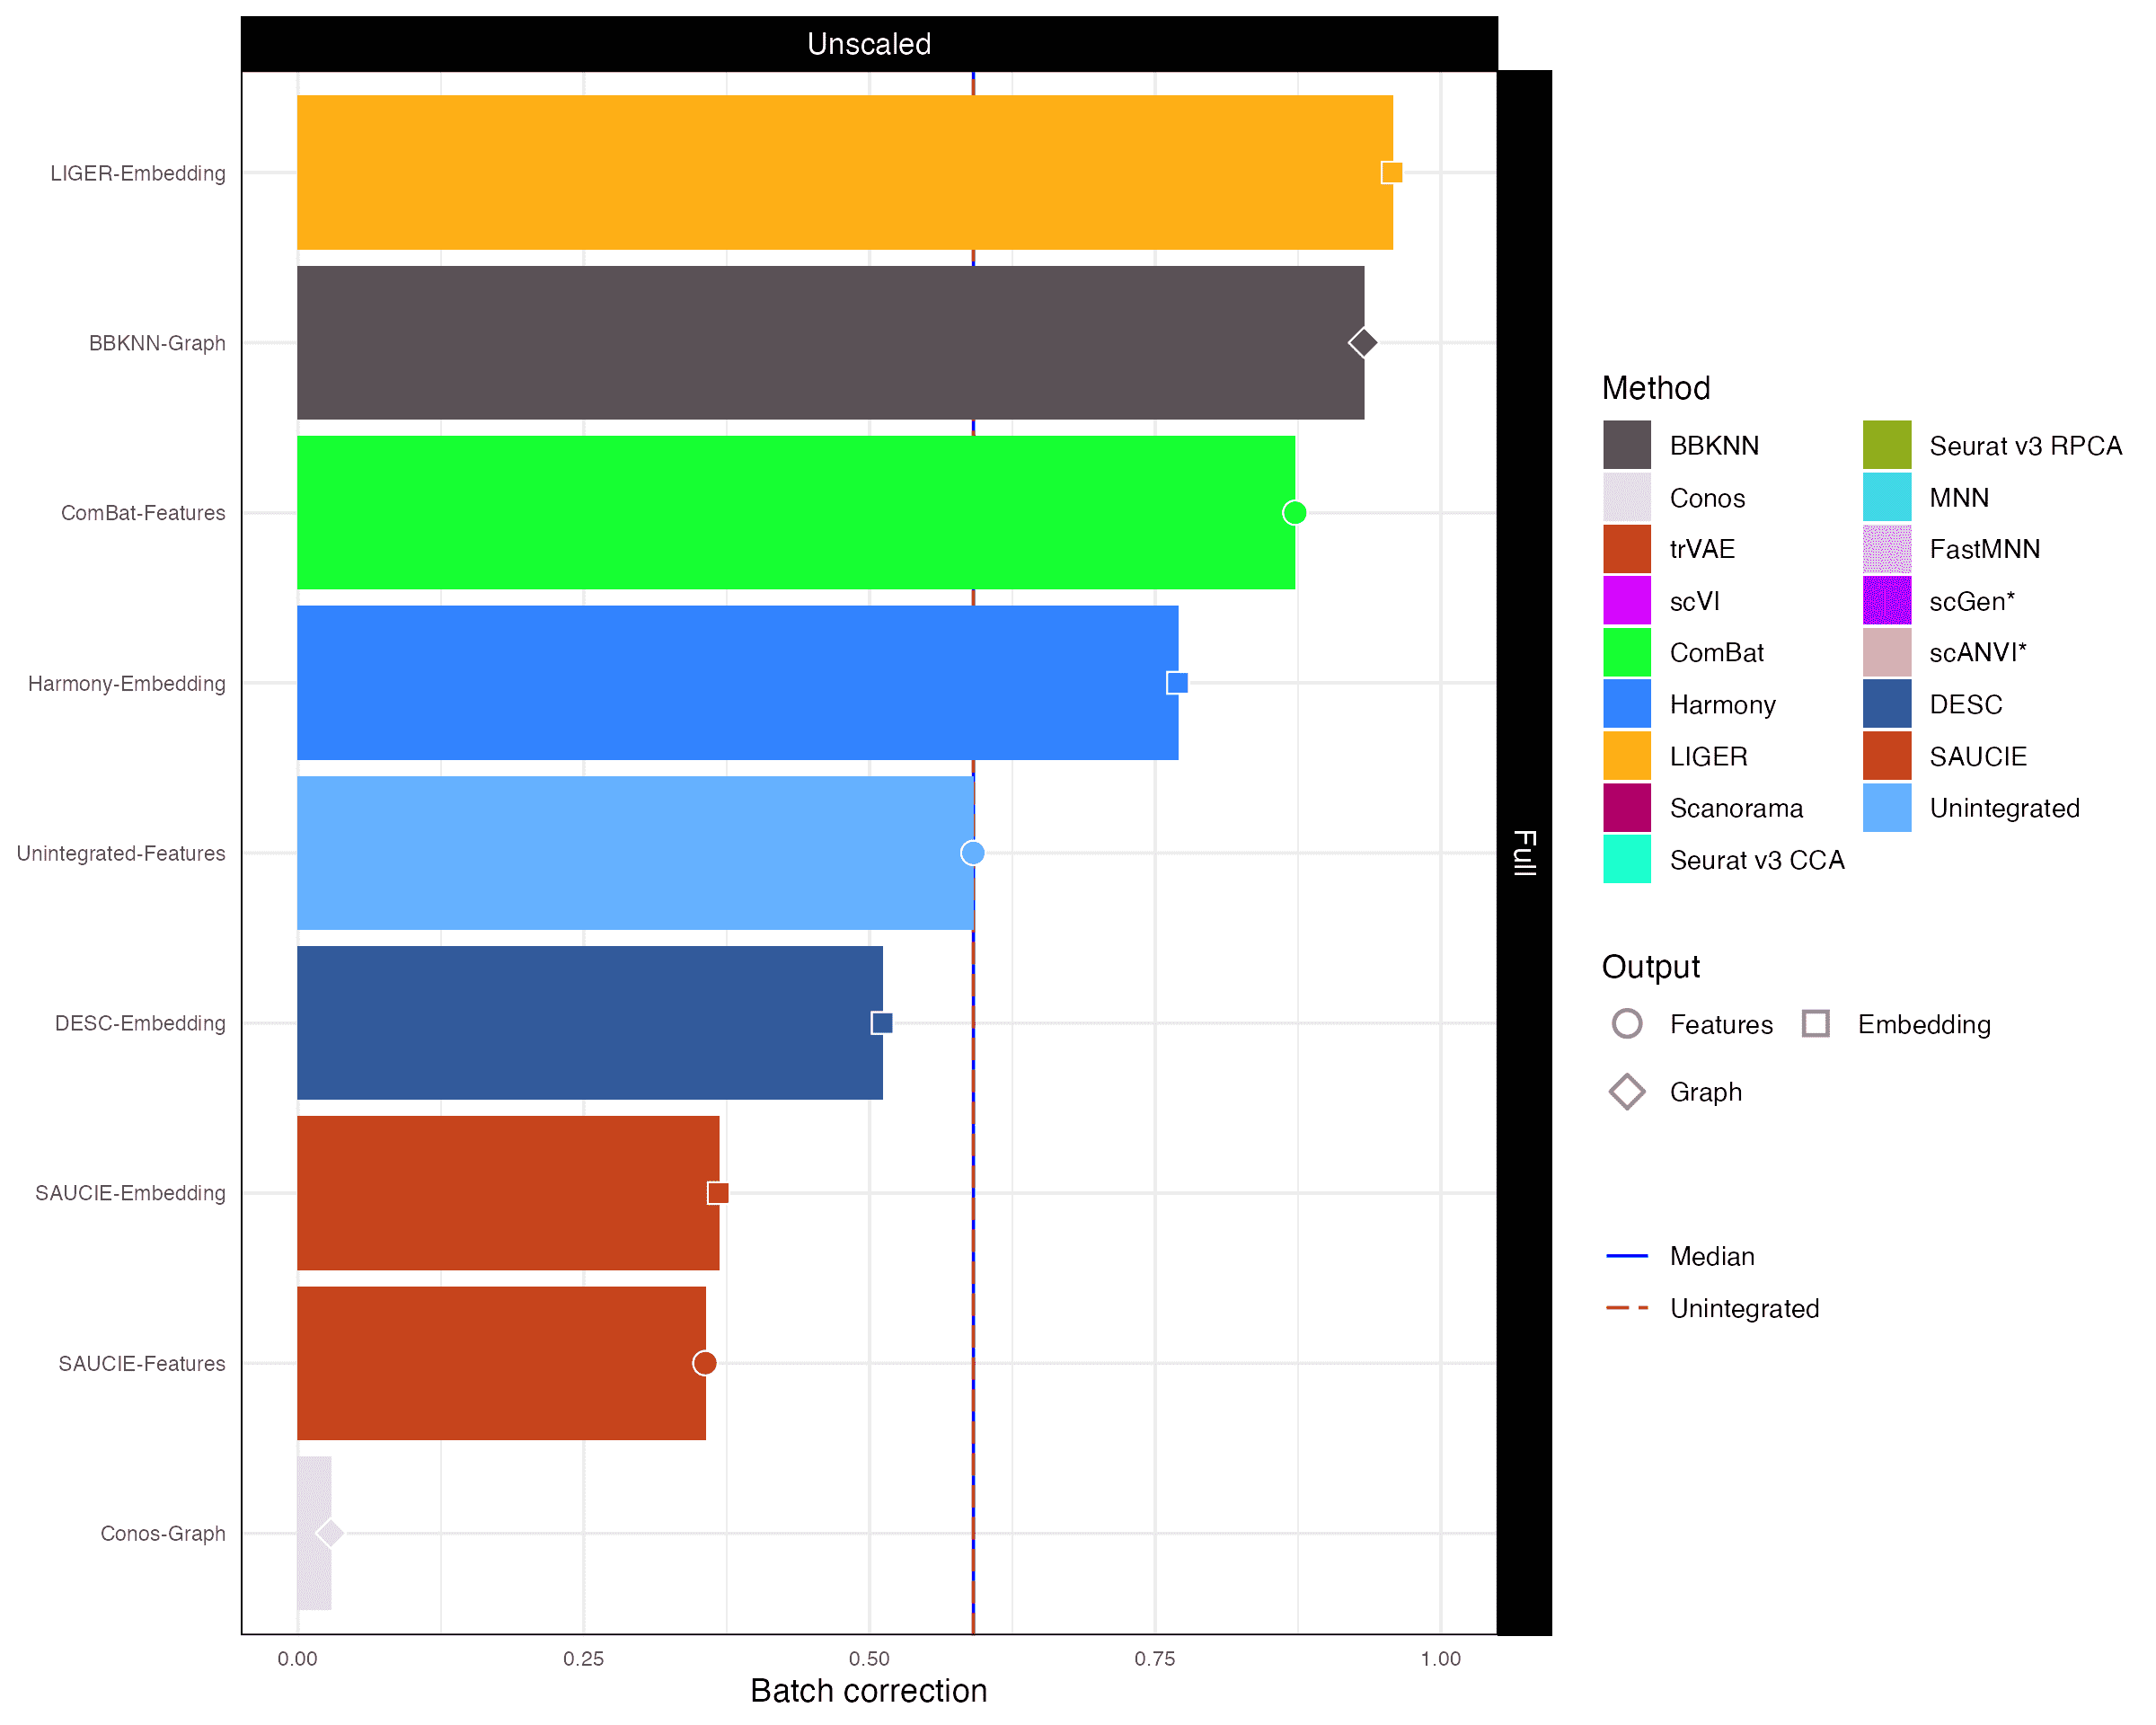 Unscaled
LIGER-Embedding
BBKNN-Graph
ComBat-Features
Harmony-Embedding
Unintegrated-Features
DESC-Embedding
SAUCIE-Embedding
SAUCIE-Features
Conos-Graph
0.00 0.25 0.50 0.75 1.00
Batch correction
Full
Method
BBKNN Seurat v3 RPCA
Conos MNN
trVAE FastMNN
scVI scGen*
ComBat scANVI*
Harmony DESC
LIGER SAUCIE
Scanorama Unintegrated
Seurat v3 CCA
Output
Features Embedding
Graph
Median
Unintegrated